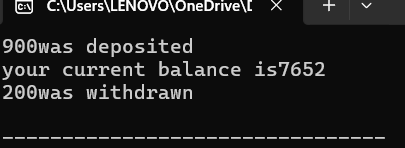 C:\Users\LENOVO\OneDrive\
900was deposited
your current balance is7652
200was withdrawn
--------------------------------